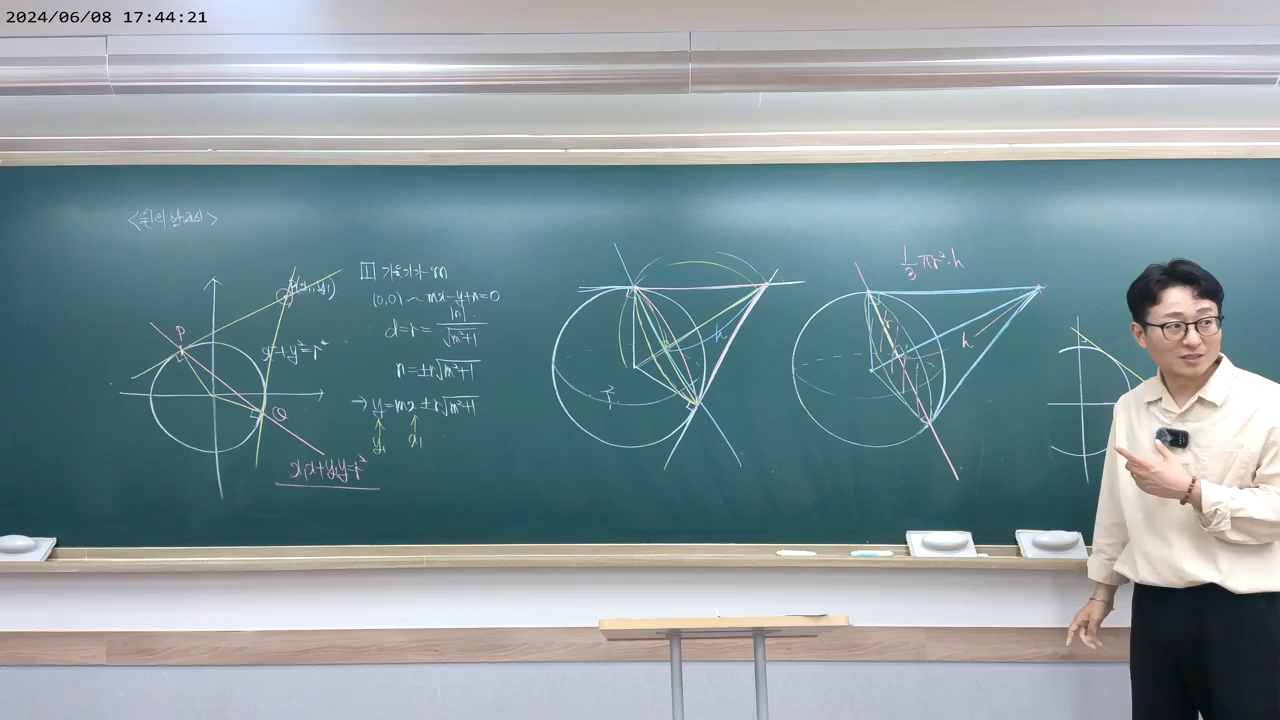 2024/06/08 17:44:21
<원의 방정식>
P
(x₁, y₁)
x²+y²=r²
Q
x₁x+y₁y=r²
1 기울기가 m
(0,0) ~ mx-y+n=0
d=r=|n|/√(m²+1)
n=±r√(m²+1)
→ y=mx±r√(m²+1)
y₁ x₁
h
r
1/3 πr²·h
r
h